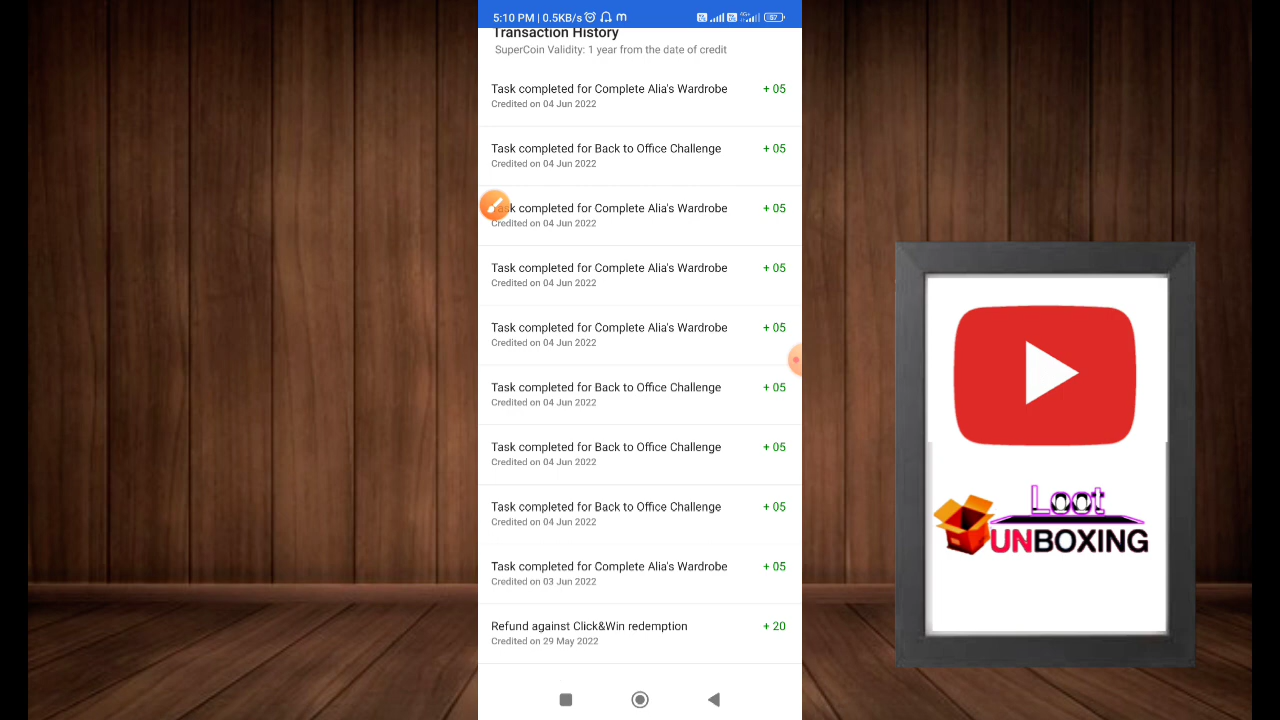 5:10 PM | 0.5KB/s
57
Transaction History
SuperCoin Validity: 1 year from the date of credit
Task completed for Complete Alia's Wardrobe + 05
Credited on 04 Jun 2022
Task completed for Back to Office Challenge + 05
Credited on 04 Jun 2022
Task completed for Complete Alia's Wardrobe + 05
Credited on 04 Jun 2022
Task completed for Complete Alia's Wardrobe + 05
Credited on 04 Jun 2022
Task completed for Complete Alia's Wardrobe + 05
Credited on 04 Jun 2022
Task completed for Back to Office Challenge + 05
Credited on 04 Jun 2022
Task completed for Back to Office Challenge + 05
Credited on 04 Jun 2022
Task completed for Back to Office Challenge + 05
Credited on 04 Jun 2022
Task completed for Complete Alia's Wardrobe + 05
Credited on 03 Jun 2022
Refund against Click&Win redemption + 20
Credited on 29 May 2022
Loot
UNBOXING